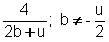 4/(2b+u); b ≠ -u/2